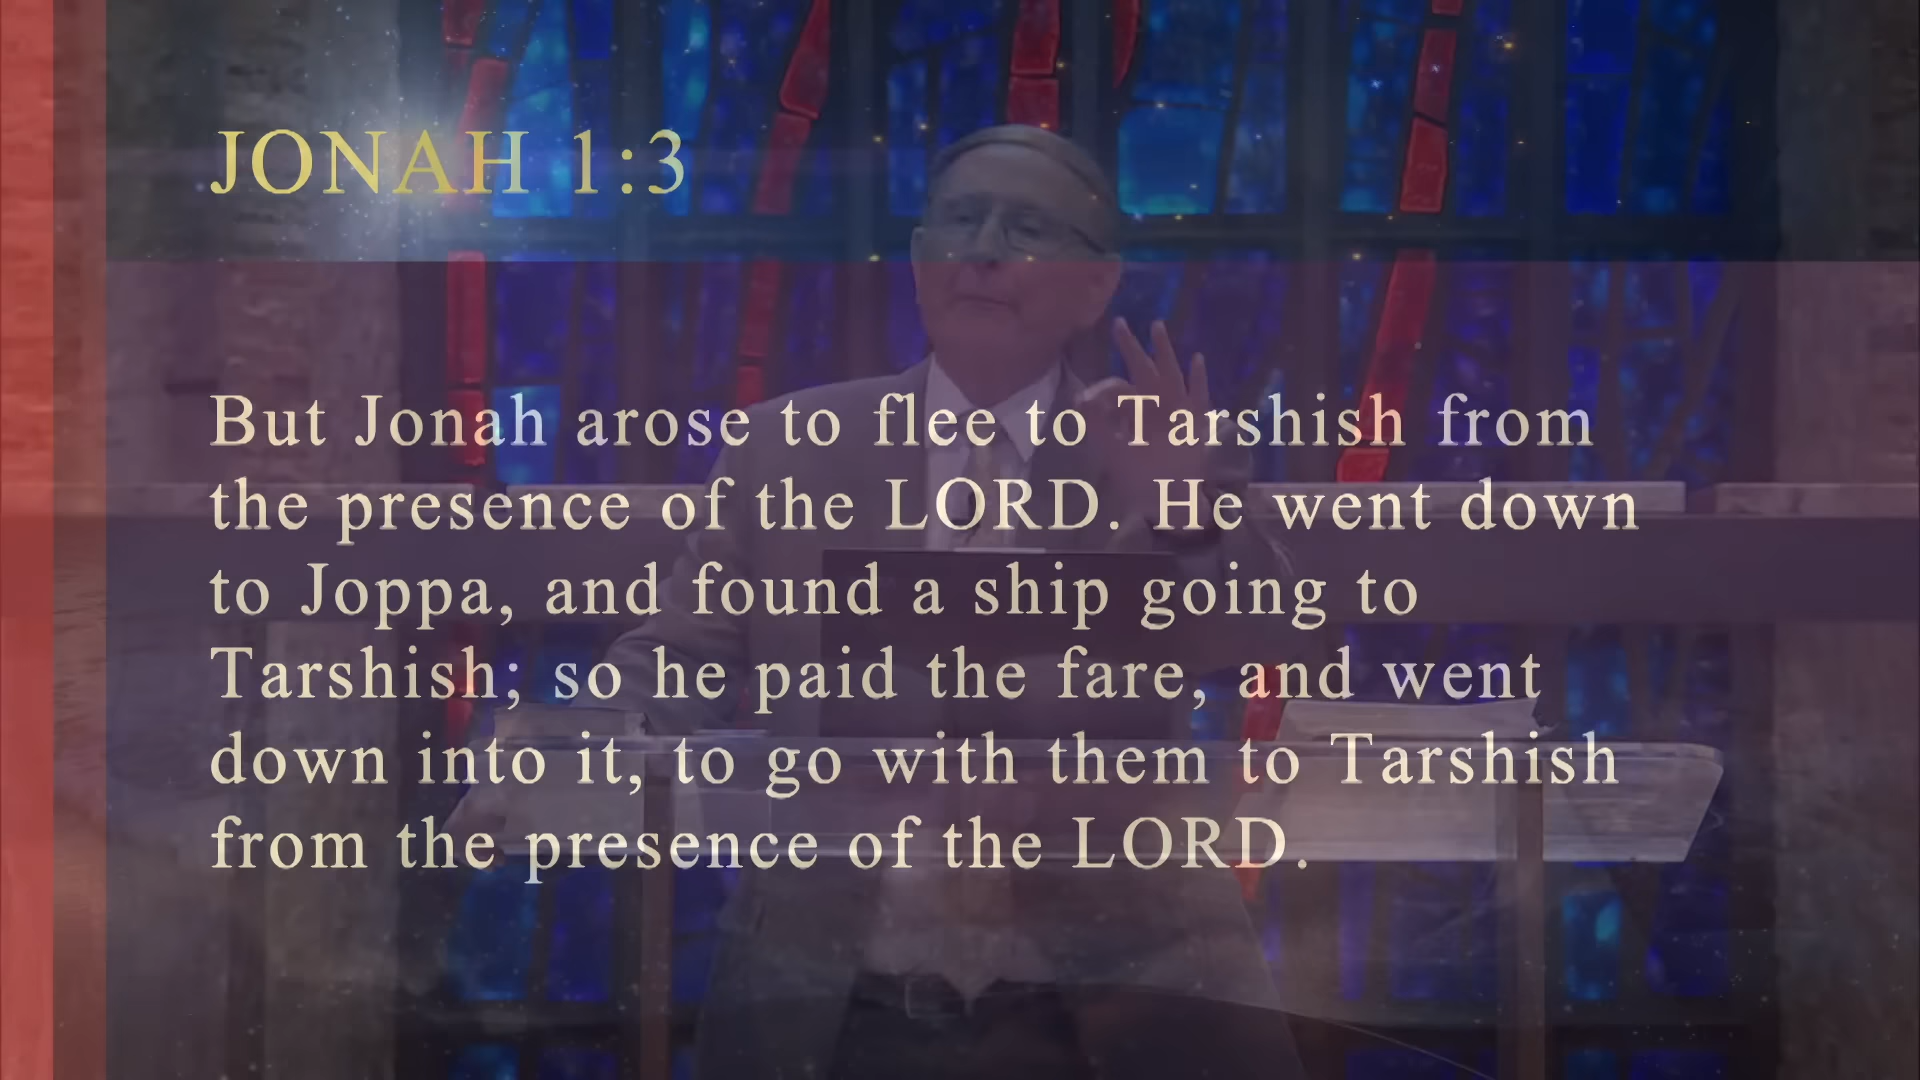 JONAH 1:3
But Jonah arose to flee to Tarshish from
the presence of the LORD. He went down
to Joppa, and found a ship going to
Tarshish; so he paid the fare, and went
down into it, to go with them to Tarshish
from the presence of the LORD.